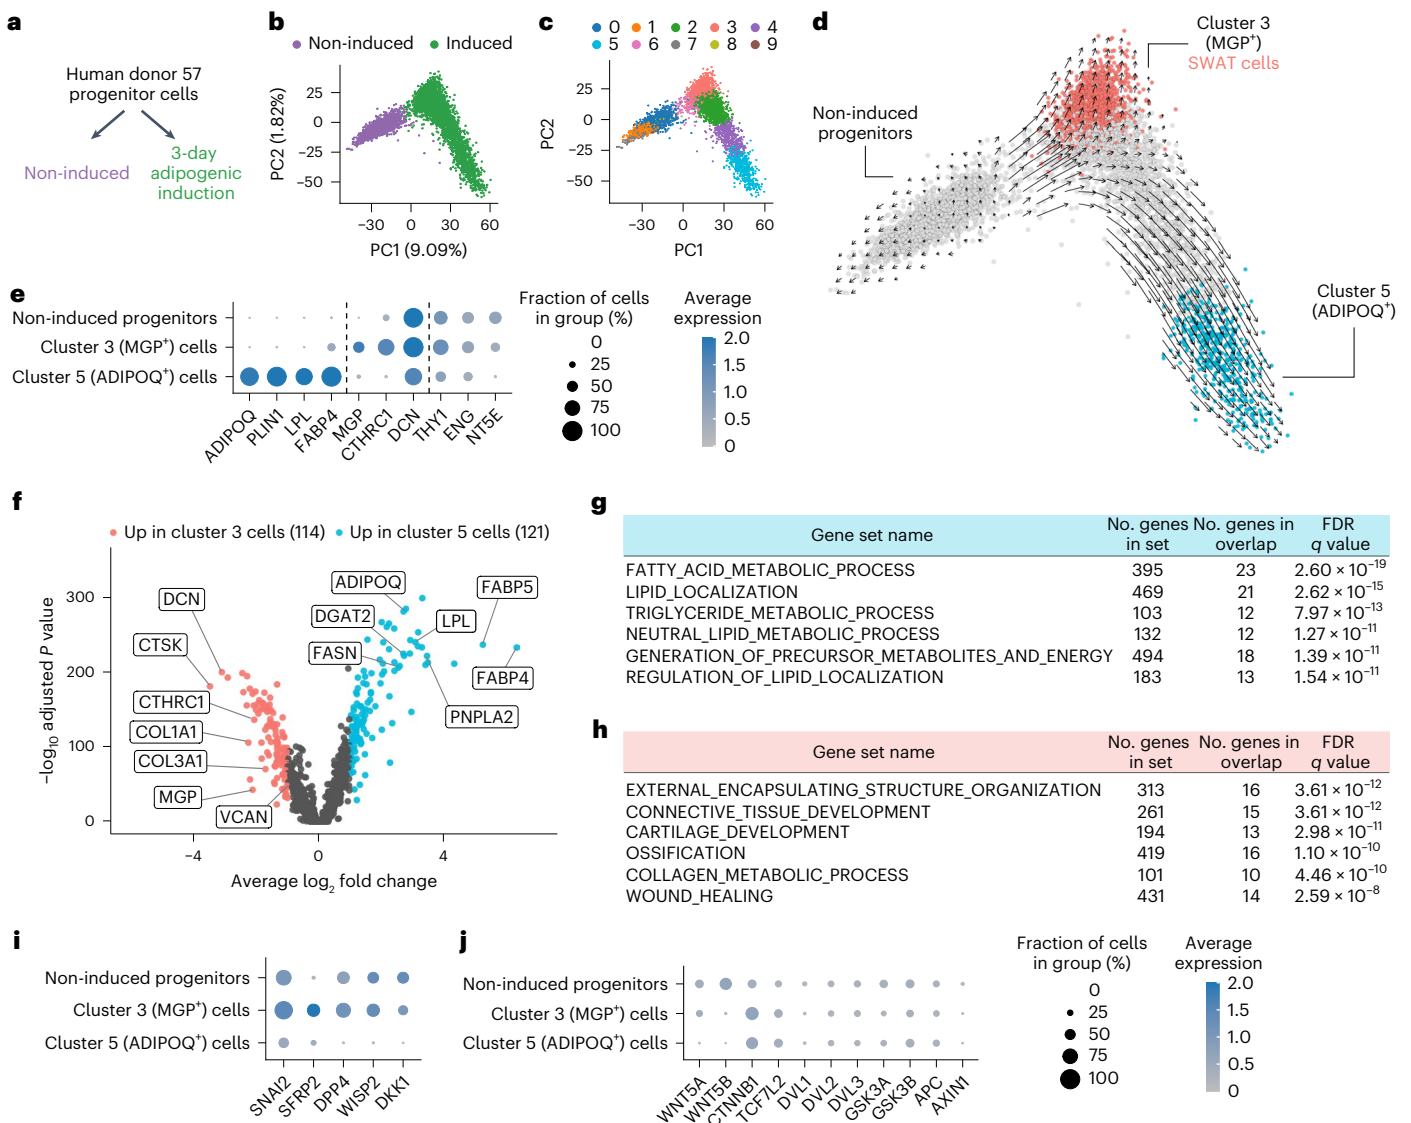 a
Human donor 57
progenitor cells
Non-induced
3-day
adipogenic
induction
b
Non-induced
Induced
PC2 (1.82%)
25
0
−25
−50
−30
0
30
60
PC1 (9.09%)
c
0
1
2
3
4
5
6
7
8
9
PC2
25
0
−25
−50
−30
0
30
60
PC1
d
Cluster 3
(MGP+)
SWAT cells
Non-induced
progenitors
Cluster 5
(ADIPOQ+)
e
Non-induced progenitors
Cluster 3 (MGP+) cells
Cluster 5 (ADIPOQ+) cells
ADIPOQ
PLIN1
LPL
FABP4
MGP
CTHRC1
DCN
THY1
ENG
NT5E
Fraction of cells
in group (%)
0
25
50
75
100
Average
expression
2.0
1.5
1.0
0.5
0
f
Up in cluster 3 cells (114)
Up in cluster 5 cells (121)
−log10 adjusted P value
300
200
100
0
DCN
CTSK
CTHRC1
COL1A1
COL3A1
MGP
VCAN
ADIPOQ
DGAT2
FASN
LPL
FABP5
FABP4
PNPLA2
−4
0
4
Average log2 fold change
g
Gene set name
No. genes
in set
No. genes in
overlap
FDR
q value
FATTY_ACID_METABOLIC_PROCESS 395 23 2.60 × 10−19
LIPID_LOCALIZATION 469 21 2.62 × 10−15
TRIGLYCERIDE_METABOLIC_PROCESS 103 12 7.97 × 10−13
NEUTRAL_LIPID_METABOLIC_PROCESS 132 12 1.27 × 10−11
GENERATION_OF_PRECURSOR_METABOLITES_AND_ENERGY 494 18 1.39 × 10−11
REGULATION_OF_LIPID_LOCALIZATION 183 13 1.54 × 10−11
h
Gene set name
No. genes
in set
No. genes in
overlap
FDR
q value
EXTERNAL_ENCAPSULATING_STRUCTURE_ORGANIZATION 313 16 3.61 × 10−12
CONNECTIVE_TISSUE_DEVELOPMENT 261 15 3.61 × 10−12
CARTILAGE_DEVELOPMENT 194 13 2.98 × 10−11
OSSIFICATION 419 16 1.10 × 10−10
COLLAGEN_METABOLIC_PROCESS 101 10 4.46 × 10−10
WOUND_HEALING 431 14 2.59 × 10−8
i
Non-induced progenitors
Cluster 3 (MGP+) cells
Cluster 5 (ADIPOQ+) cells
SNAI2
SFRP2
DPP4
WISP2
DKK1
j
Non-induced progenitors
Cluster 3 (MGP+) cells
Cluster 5 (ADIPOQ+) cells
WNT5A
WNT5B
CTNNB1
TCF7L2
DVL1
DVL2
DVL3
GSK3A
GSK3B
APC
AXIN1
Fraction of cells
in group (%)
0
25
50
75
100
Average
expression
2.0
1.5
1.0
0.5
0